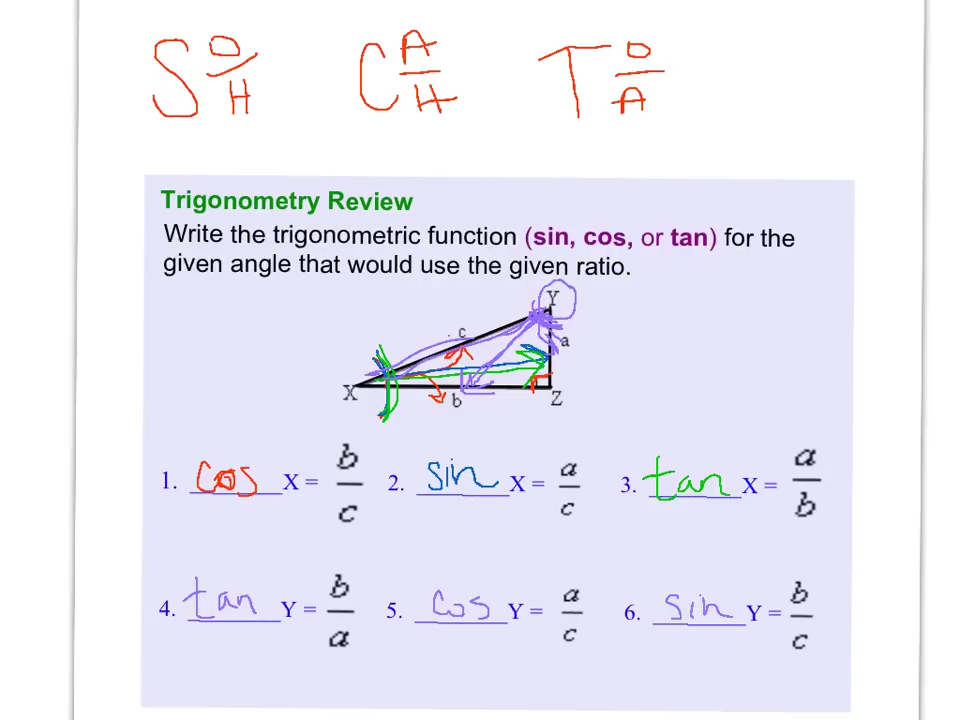 S O/H C A/H T O/A
Trigonometry Review
Write the trigonometric function (sin, cos, or tan) for the
given angle that would use the given ratio.
Y
c
a
X
b
Z
1. cos X = b/c 2. sin X = a/c 3. tan X = a/b
4. tan Y = b/a 5. cos Y = a/c 6. sin Y = b/c